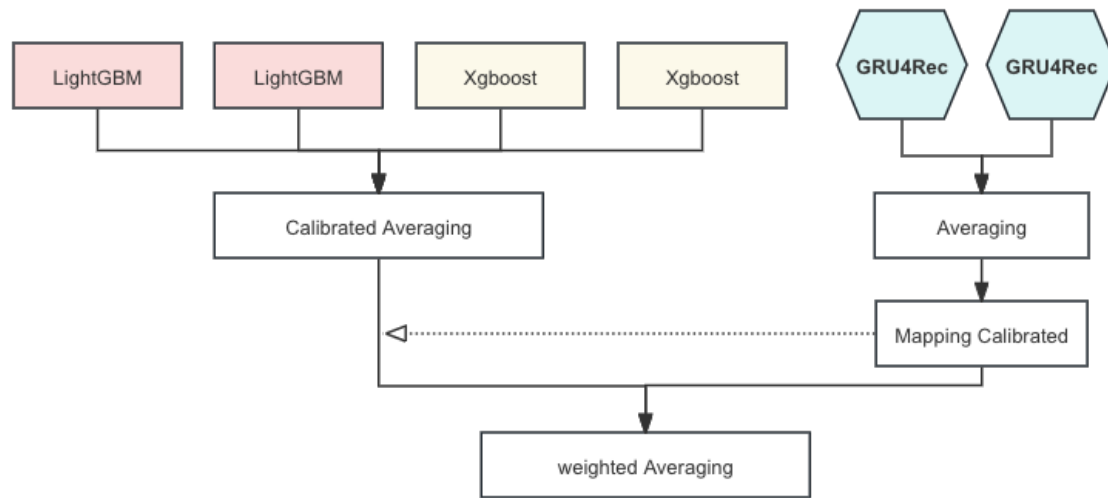 LightGBM
LightGBM
Xgboost
Xgboost
GRU4Rec
GRU4Rec
Calibrated Averaging
Averaging
Mapping Calibrated
weighted Averaging